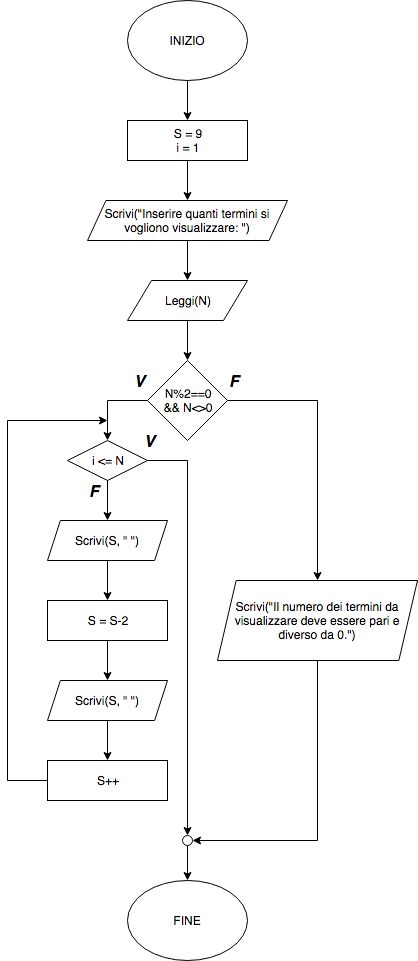 INIZIO
S = 9
i = 1
Scrivi("Inserire quanti termini si
vogliono visualizzare: ")
Leggi(N)
V
F
N%2==0
&& N<>0
V
i <= N
F
Scrivi(S, " ")
S = S-2
Scrivi("Il numero dei termini da
visualizzare deve essere pari e
diverso da 0.")
Scrivi(S, " ")
S++
FINE